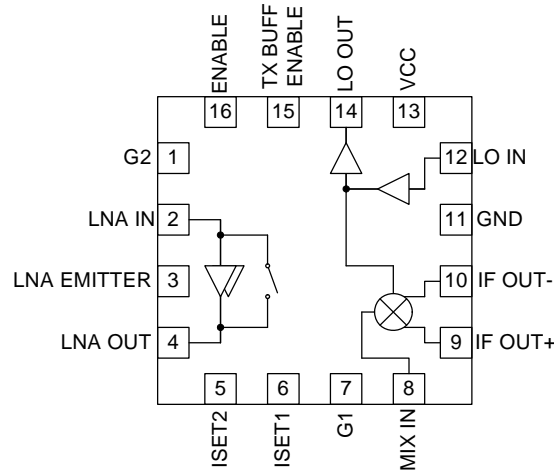 ENABLE
TX BUFF
ENABLE
LO OUT
VCC
16
15
14
13
G2
1
12
LO IN
LNA IN
2
11
GND
LNA EMITTER
3
10
IF OUT-
LNA OUT
4
9
IF OUT+
5
6
7
8
ISET2
ISET1
G1
MIX IN